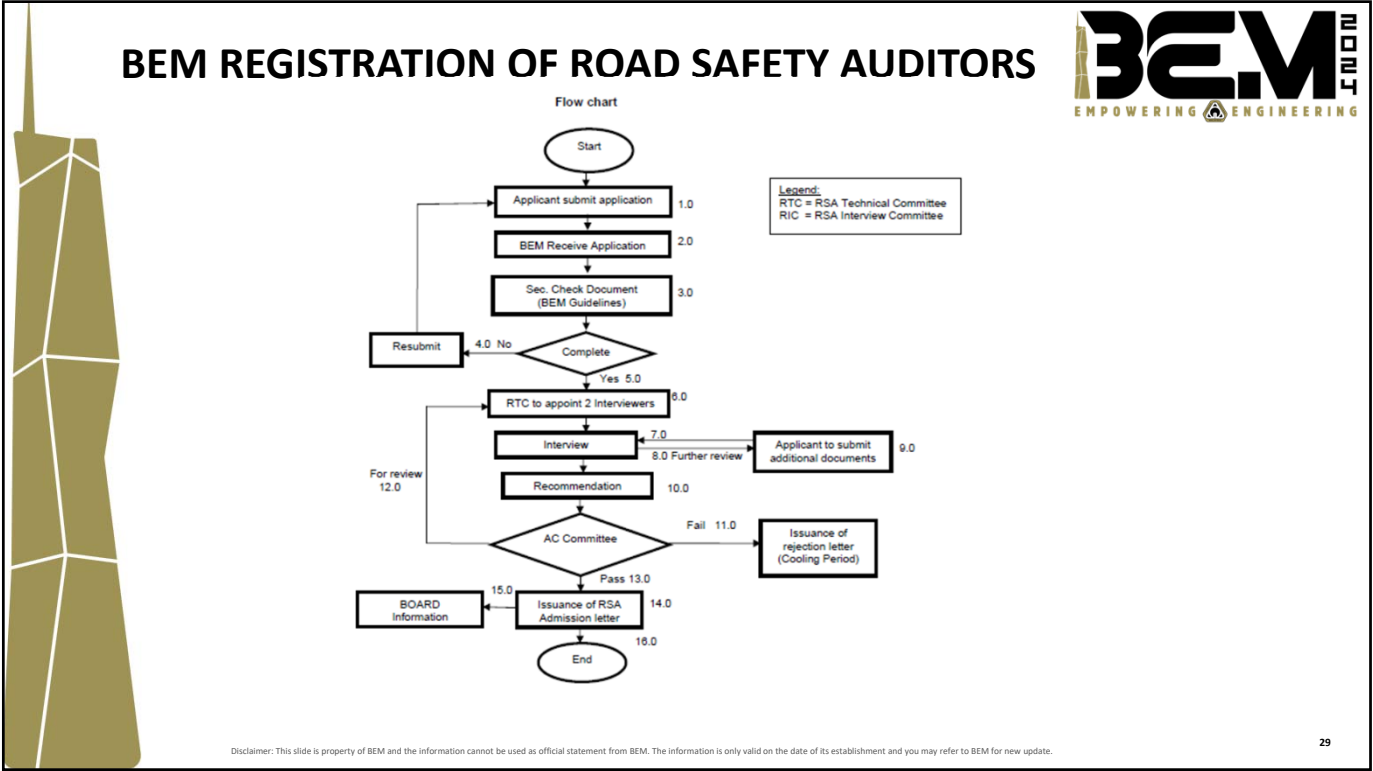 BEM REGISTRATION OF ROAD SAFETY AUDITORS
BEM
2024
EMPOWERING ENGINEERING
Flow chart
Start
Legend:
RTC = RSA Technical Committee
RIC = RSA Interview Committee
Applicant submit application
1.0
BEM Receive Application
2.0
Sec. Check Document
(BEM Guidelines)
3.0
Resubmit
4.0 No
Complete
Yes 5.0
RTC to appoint 2 Interviewers
6.0
Interview
7.0
8.0 Further review
Applicant to submit
additional documents
9.0
For review
12.0
Recommendation
10.0
AC Committee
Fail 11.0
Issuance of
rejection letter
(Cooling Period)
Pass 13.0
BOARD
Information
15.0
Issuance of RSA
Admission letter
14.0
16.0
End
Disclaimer: This slide is property of BEM and the information cannot be used as official statement from BEM. The information is only valid on the date of its establishment and you may refer to BEM for new update.
29